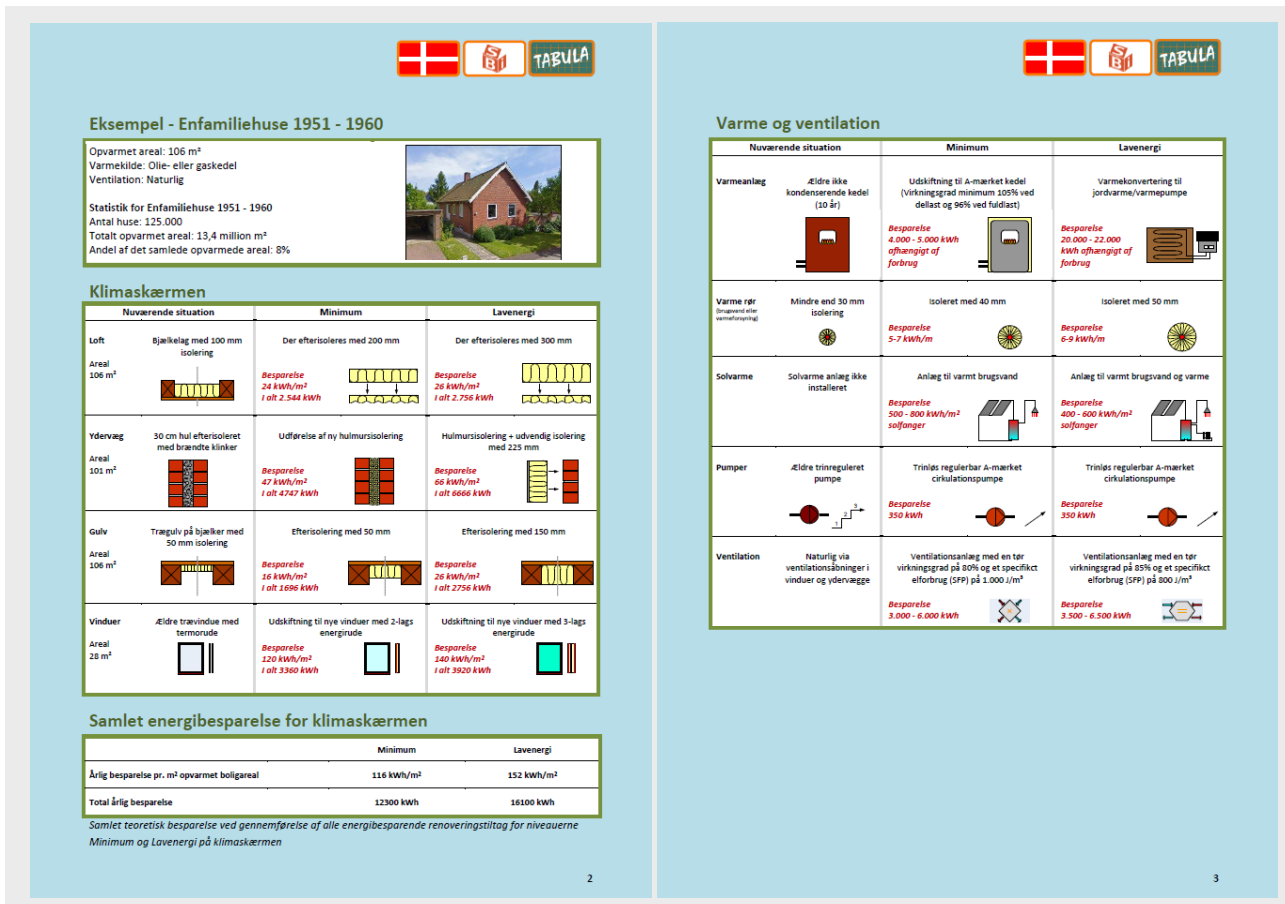 SBI
TABULA
Eksempel - Enfamiliehuse 1951 - 1960
Opvarmet areal: 106 m²
Varmekilde: Olie- eller gaskedel
Ventilation: Naturlig
Statistik for Enfamiliehuse 1951 - 1960
Antal huse: 125.000
Totalt opvarmet areal: 13,4 million m²
Andel af det samlede opvarmede areal: 8%
Klimaskærmen
Nuværende situation Minimum Lavenergi
Loft
Areal
106 m²
Bjælkelag med 100 mm
isolering
Der efterisoleres med 200 mm
Besparelse
24 kWh/m²
I alt 2.544 kWh
Der efterisoleres med 300 mm
Besparelse
26 kWh/m²
I alt 2.756 kWh
Ydervæg
Areal
101 m²
30 cm hul efterisoleret
med brændte klinker
Udførelse af ny hulmursisolering
Besparelse
47 kWh/m²
I alt 4747 kWh
Hulmursisolering + udvendig isolering
med 225 mm
Besparelse
66 kWh/m²
I alt 6666 kWh
Gulv
Areal
106 m²
Trægulv på bjælker med
50 mm isolering
Efterisolering med 50 mm
Besparelse
16 kWh/m²
I alt 1696 kWh
Efterisolering med 150 mm
Besparelse
26 kWh/m²
I alt 2756 kWh
Vinduer
Areal
28 m²
Ældre trævindue med
termorude
Udskiftning til nye vinduer med 2-lags
energirude
Besparelse
120 kWh/m²
I alt 3360 kWh
Udskiftning til nye vinduer med 3-lags
energirude
Besparelse
140 kWh/m²
I alt 3920 kWh
Samlet energibesparelse for klimaskærmen
Minimum Lavenergi
Årlig besparelse pr. m² opvarmet boligareal 116 kWh/m² 152 kWh/m²
Total årlig besparelse 12300 kWh 16100 kWh
Samlet teoretisk besparelse ved gennemførelse af alle energibesparende renoveringstiltag for niveauerne
Minimum og Lavenergi på klimaskærmen
2
SBI
TABULA
Varme og ventilation
Nuværende situation Minimum Lavenergi
Varmeanlæg
Ældre ikke
kondenserende kedel
(10 år)
Udskiftning til A-mærket kedel
(Virkningsgrad minimum 105% ved
dellast og 96% ved fuldlast)
Besparelse
4.000 - 5.000 kWh
afhængigt af
forbrug
Varmekonvertering til
jordvarme/varmepumpe
Besparelse
20.000 - 22.000
kWh afhængigt af
forbrug
Varme rør
(brugsvand eller
varmeforsyning)
Mindre end 30 mm
isolering
Isoleret med 40 mm
Besparelse
5-7 kWh/m
Isoleret med 50 mm
Besparelse
6-9 kWh/m
Solvarme
Solvarme anlæg ikke
installeret
Anlæg til varmt brugsvand
Besparelse
500 - 800 kWh/m²
solfanger
Anlæg til varmt brugsvand og varme
Besparelse
400 - 600 kWh/m²
solfanger
Pumper
Ældre trinreguleret
pumpe
1 2 3
Trinløs regulerbar A-mærket
cirkulationspumpe
Besparelse
350 kWh
Trinløs regulerbar A-mærket
cirkulationspumpe
Besparelse
350 kWh
Ventilation
Naturlig via
ventilationsåbninger i
vinduer og ydervægge
Ventilationsanlæg med en tør
virkningsgrad på 80% og et specifikct
elforbrug (SFP) på 1.000 J/m³
Besparelse
3.000 - 6.000 kWh
Ventilationsanlæg med en tør
virkningsgrad på 85% og et specifikct
elforbrug (SFP) på 800 J/m³
Besparelse
3.500 - 6.500 kWh
3